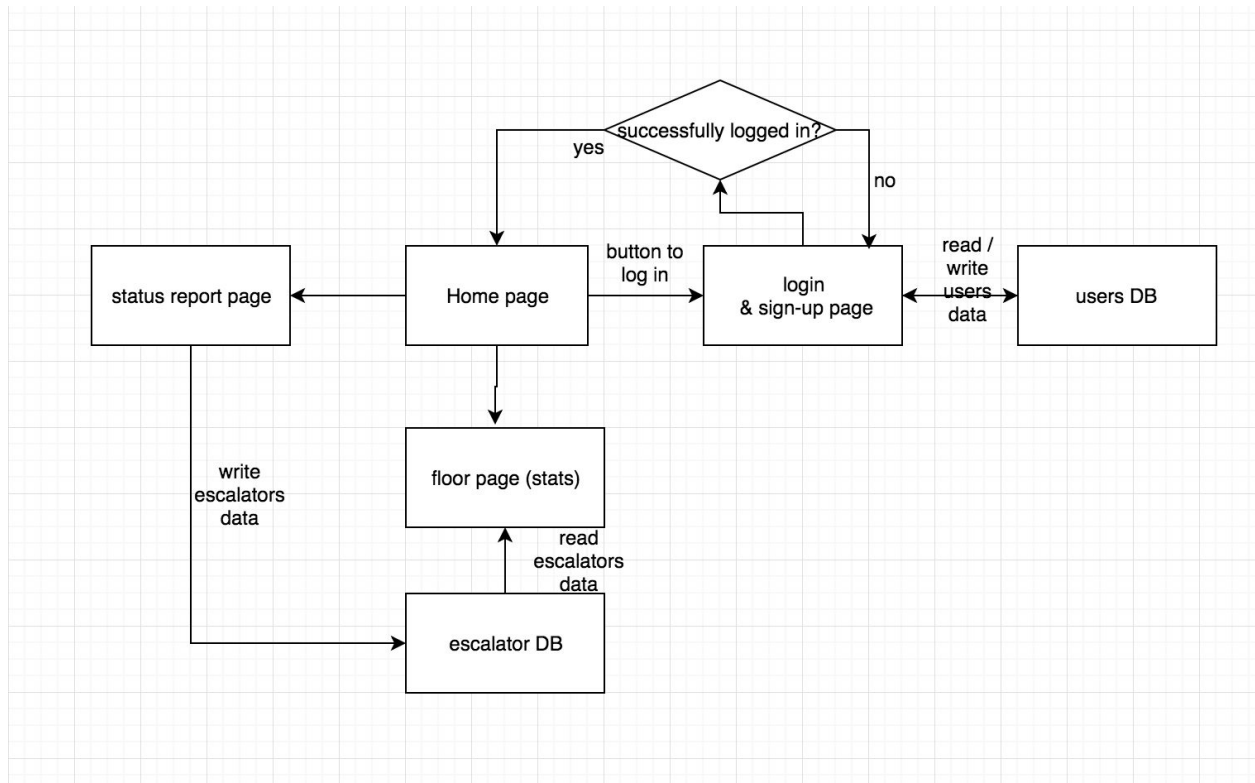 successfully logged in?
yes
no
button to
log in
read /
write
users
data
status report page
Home page
login
& sign-up page
users DB
write
escalators
data
floor page (stats)
read
escalators
data
escalator DB